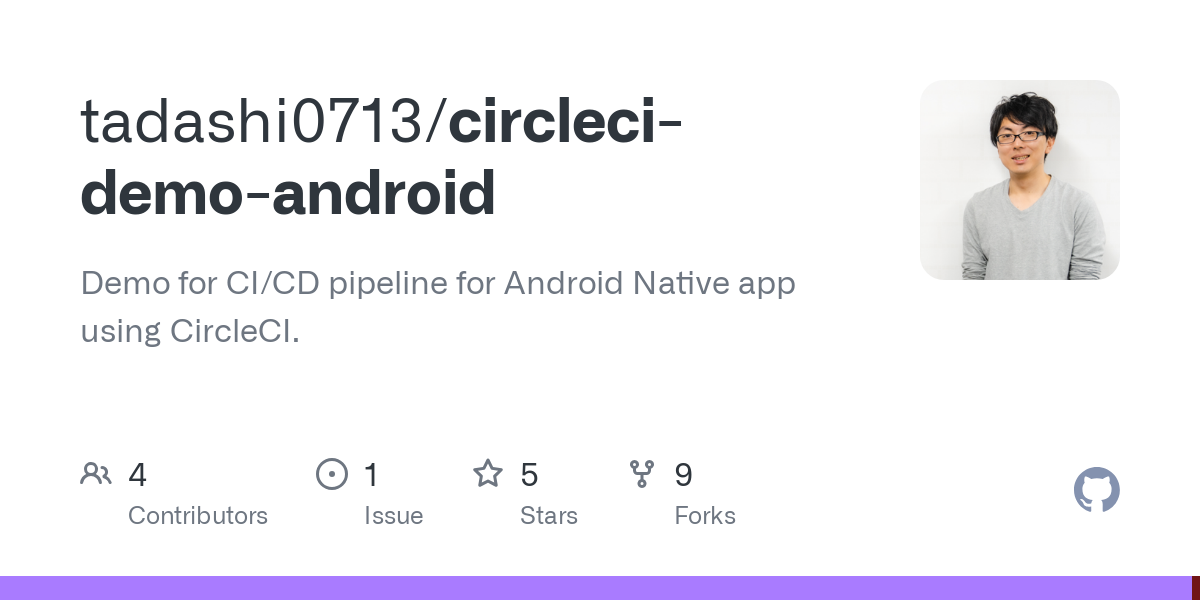 tadashi0713/circleci-
demo-android
Demo for CI/CD pipeline for Android Native app
using CircleCI.
4
Contributors
1
Issue
5
Stars
9
Forks